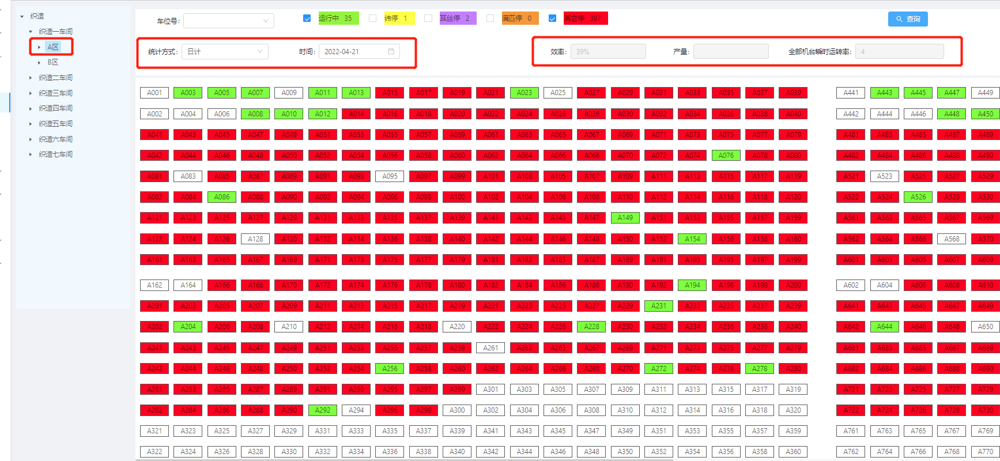 织造
织造一车间
A区
B区
织造二车间
织造三车间
织造四车间
织造五车间
织造六车间
织造七车间
车位号：
运行中 35
纬停 1
耳丝停 2
满匹停 0
其它停 397
查询
统计方式： 日计
时间： 2022-04-21
效率： 39%
产量：
全部机台瞬时运转率： 4
A001 A003 A005 A007 A009 A011 A013 A015 A017 A019 A021 A023 A025 A027 A029 A031 A033 A035 A037 A039 A441 A443 A445 A447 A449
A002 A004 A006 A008 A010 A012 A014 A016 A018 A020 A022 A024 A026 A028 A030 A032 A034 A036 A038 A040 A442 A444 A446 A448 A450
A041 A043 A045 A047 A049 A051 A053 A055 A057 A059 A061 A063 A065 A067 A069 A071 A073 A075 A077 A079 A481 A483 A485 A487 A489
A042 A044 A046 A048 A050 A052 A054 A056 A058 A060 A062 A064 A066 A068 A070 A072 A074 A076 A078 A080 A482 A484 A486 A488 A490
A081 A083 A085 A087 A089 A091 A093 A095 A097 A099 A101 A103 A105 A107 A109 A111 A113 A115 A117 A119 A521 A523 A525 A527 A529
A082 A084 A086 A088 A090 A092 A094 A096 A098 A100 A102 A104 A106 A108 A110 A112 A114 A116 A118 A120 A522 A524 A526 A528 A530
A121 A123 A125 A127 A129 A131 A133 A135 A137 A139 A141 A143 A145 A147 A149 A151 A153 A155 A157 A159 A561 A563 A565 A567 A569
A122 A124 A126 A128 A130 A132 A134 A136 A138 A140 A142 A144 A146 A148 A150 A152 A154 A156 A158 A160 A562 A564 A566 A568 A570
A161 A163 A165 A167 A169 A171 A173 A175 A177 A179 A181 A183 A185 A187 A189 A191 A193 A195 A197 A199 A601 A603 A605 A607 A609
A162 A164 A166 A168 A170 A172 A174 A176 A178 A180 A182 A184 A186 A188 A190 A192 A194 A196 A198 A200 A602 A604 A606 A608 A610
A201 A203 A205 A207 A209 A211 A213 A215 A217 A219 A221 A223 A225 A227 A229 A231 A233 A235 A237 A239 A641 A643 A645 A647 A649
A202 A204 A206 A208 A210 A212 A214 A216 A218 A220 A222 A224 A226 A228 A230 A232 A234 A236 A238 A240 A642 A644 A646 A648 A650
A241 A243 A245 A247 A249 A251 A253 A255 A257 A259 A261 A263 A265 A267 A269 A271 A273 A275 A277 A279 A681 A683 A685 A687 A689
A242 A244 A246 A248 A250 A252 A254 A256 A258 A260 A262 A264 A266 A268 A270 A272 A274 A276 A278 A280 A682 A684 A686 A688 A690
A281 A283 A285 A287 A289 A291 A293 A295 A297 A299 A301 A303 A305 A307 A309 A311 A313 A315 A317 A319 A721 A723 A725 A727 A729
A282 A284 A286 A288 A290 A292 A294 A296 A298 A300 A302 A304 A306 A308 A310 A312 A314 A316 A318 A320 A722 A724 A726 A728 A730
A321 A323 A325 A327 A329 A331 A333 A335 A337 A339 A341 A343 A345 A347 A349 A351 A353 A355 A357 A359 A761 A763 A765 A767 A769
A322 A324 A326 A328 A330 A332 A334 A336 A338 A340 A342 A344 A346 A348 A350 A352 A354 A356 A358 A360 A762 A764 A766 A768 A770